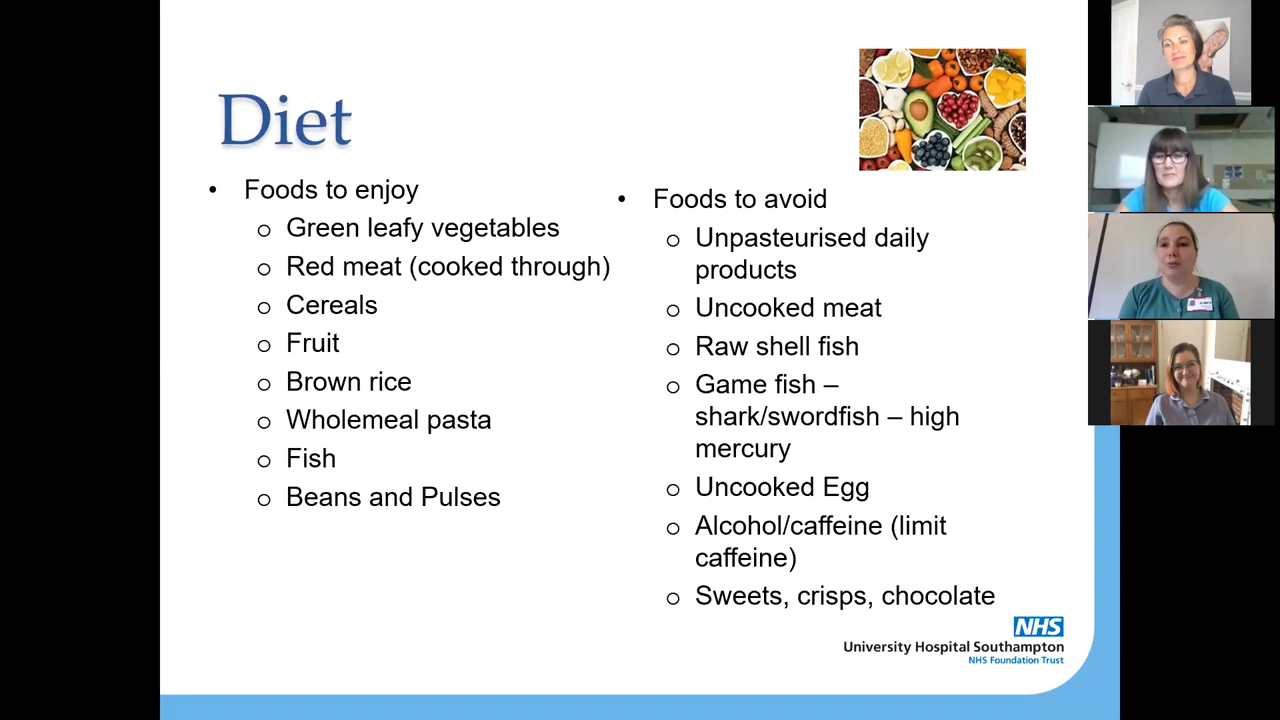 Diet
• Foods to enjoy
o Green leafy vegetables
o Red meat (cooked through)
o Cereals
o Fruit
o Brown rice
o Wholemeal pasta
o Fish
o Beans and Pulses
• Foods to avoid
o Unpasteurised daily
products
o Uncooked meat
o Raw shell fish
o Game fish –
shark/swordfish – high
mercury
o Uncooked Egg
o Alcohol/caffeine (limit
caffeine)
o Sweets, crisps, chocolate
NHS
University Hospital Southampton
NHS Foundation Trust